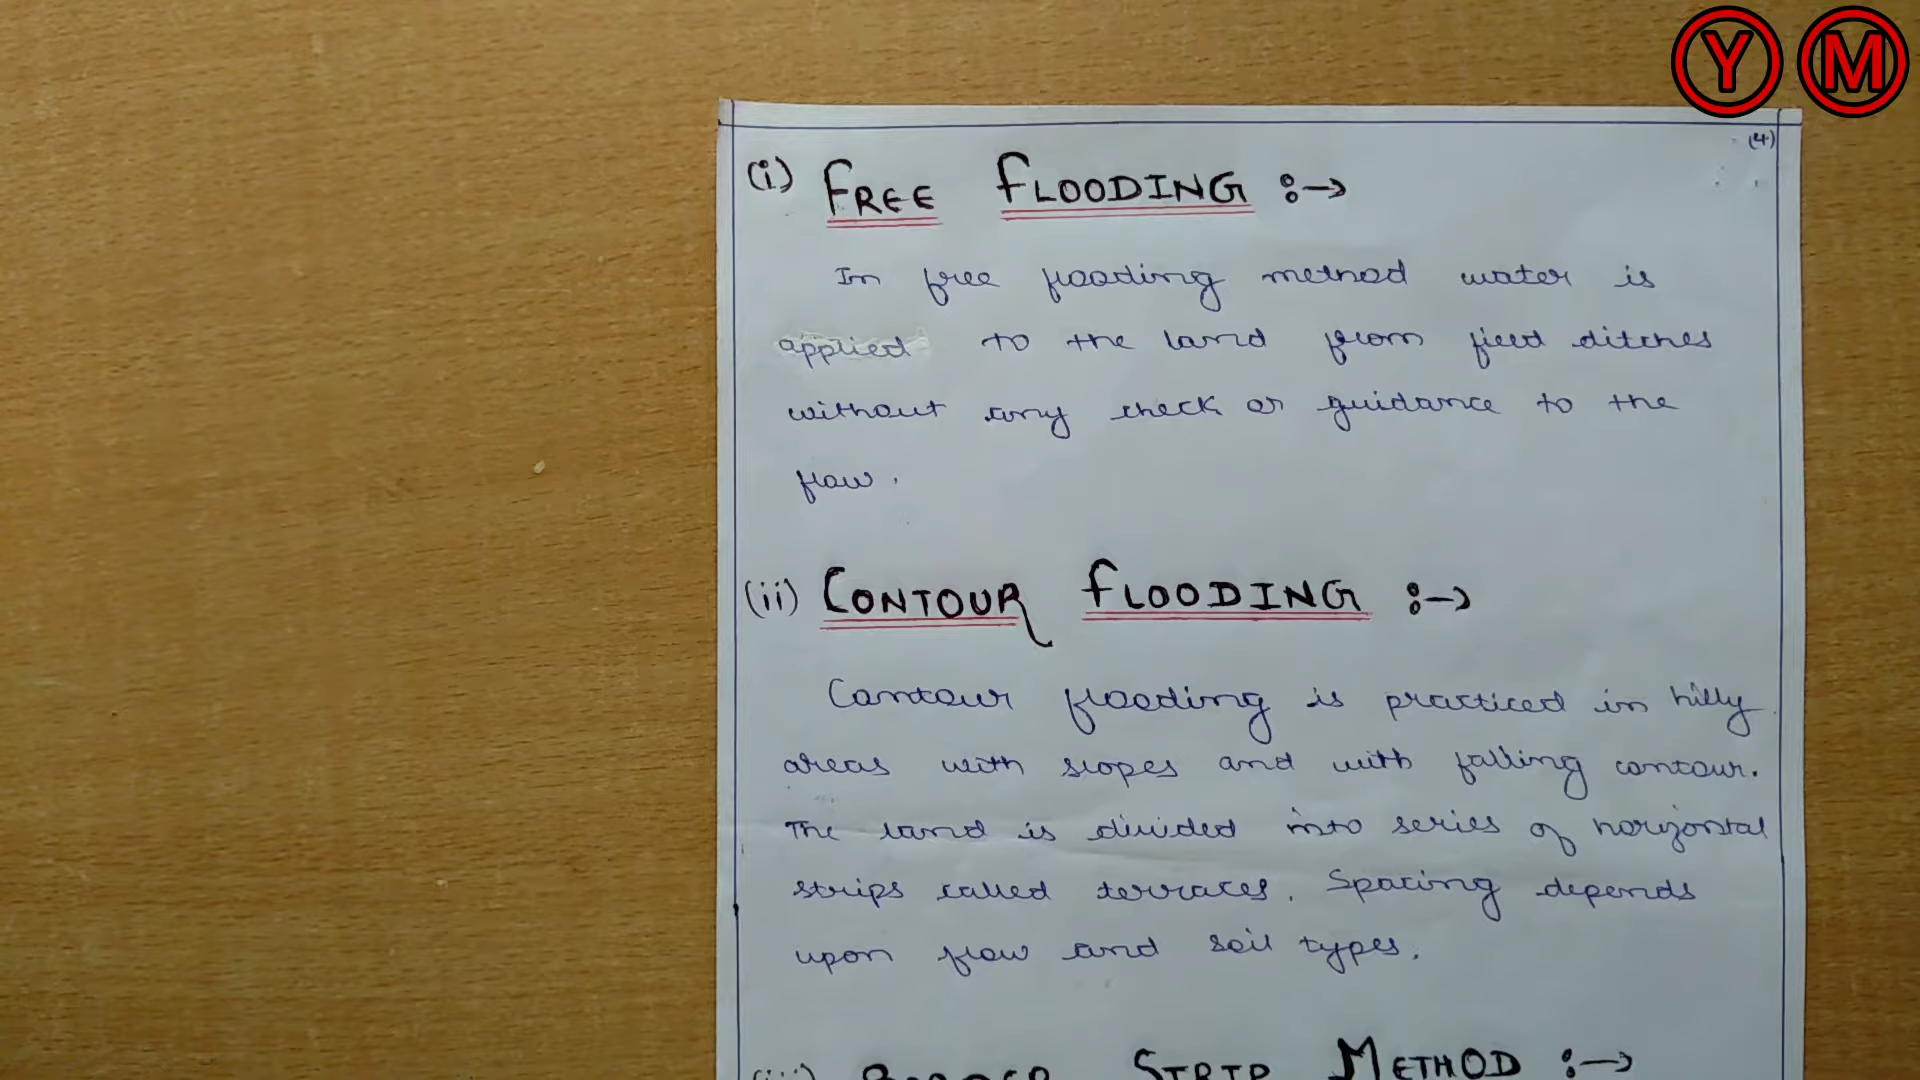 Y M
(4)
(i) FREE FLOODING :→
In free flooding method water is
applied to the land from field ditches
without any check or guidance to the
flow.
(ii) CONTOUR FLOODING :→
Contour flooding is practiced in hilly
areas with slopes and with falling contour.
The land is divided into series of horizontal
strips called terraces. Spacing depends
upon flow and soil types.
(iii) BORDER STRIP METHOD :→